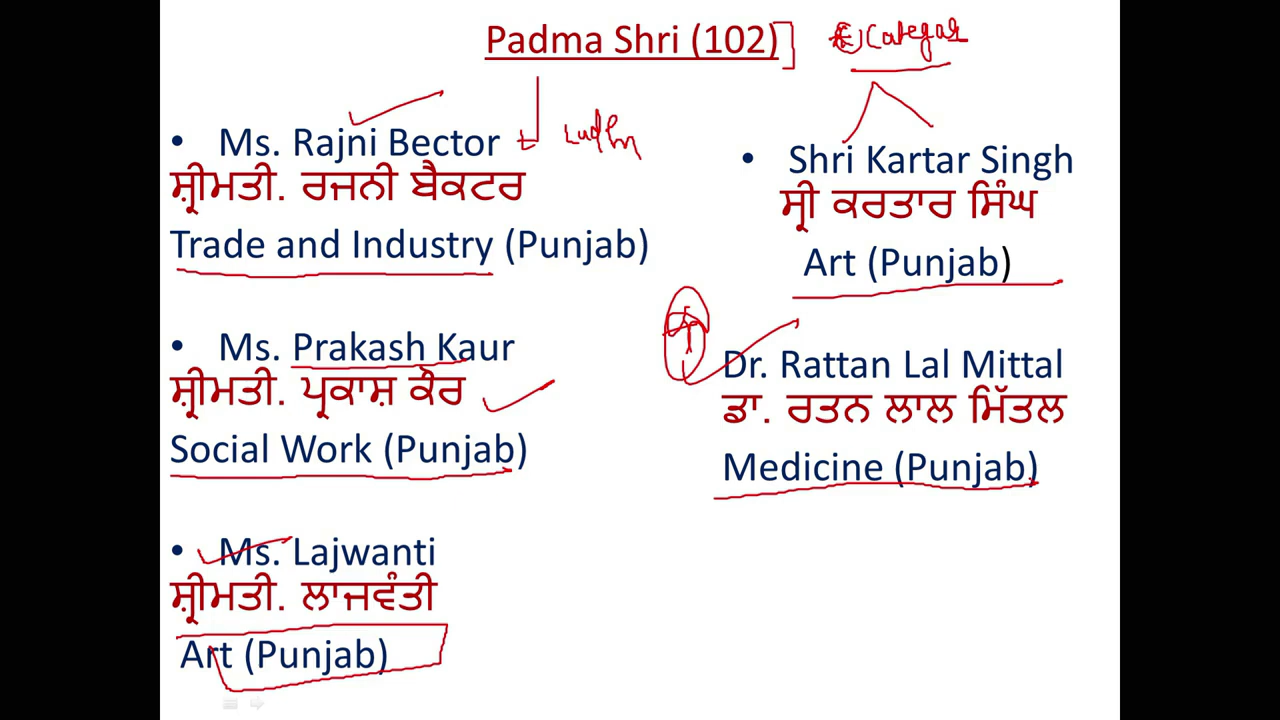 Padma Shri (102)
• Ms. Rajni Bector
ਸ਼੍ਰੀਮਤੀ. ਰਜਨੀ ਬੈਕਟਰ
Trade and Industry (Punjab)
• Ms. Prakash Kaur
ਸ਼੍ਰੀਮਤੀ. ਪ੍ਰਕਾਸ਼ ਕੌਰ
Social Work (Punjab)
• Ms. Lajwanti
ਸ਼੍ਰੀਮਤੀ. ਲਾਜਵੰਤੀ
Art (Punjab)
• Shri Kartar Singh
ਸ੍ਰੀ ਕਰਤਾਰ ਸਿੰਘ
Art (Punjab)
Dr. Rattan Lal Mittal
ਡਾ. ਰਤਨ ਲਾਲ ਮਿੱਤਲ
Medicine (Punjab)